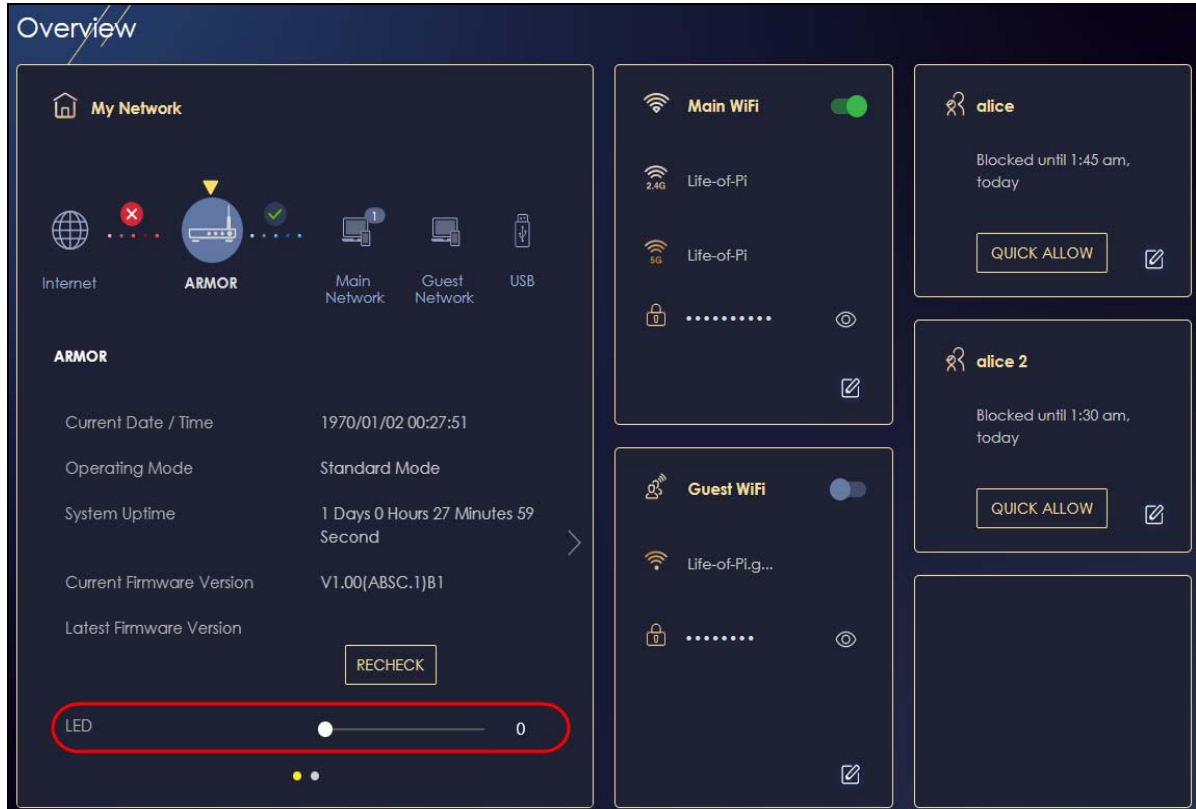 Overview
My Network
1
Internet
ARMOR
Main
Network
Guest
Network
USB
ARMOR
Current Date / Time 1970/01/02 00:27:51
Operating Mode Standard Mode
System Uptime 1 Days 0 Hours 27 Minutes 59
Second
Current Firmware Version V1.00(ABSC.1)B1
Latest Firmware Version
RECHECK
LED 0
Main WiFi
2.4G Life-of-Pi
5G Life-of-Pi
••••••••••
Guest WiFi
Life-of-Pi.g...
••••••••
alice
Blocked until 1:45 am,
today
QUICK ALLOW
alice 2
Blocked until 1:30 am,
today
QUICK ALLOW